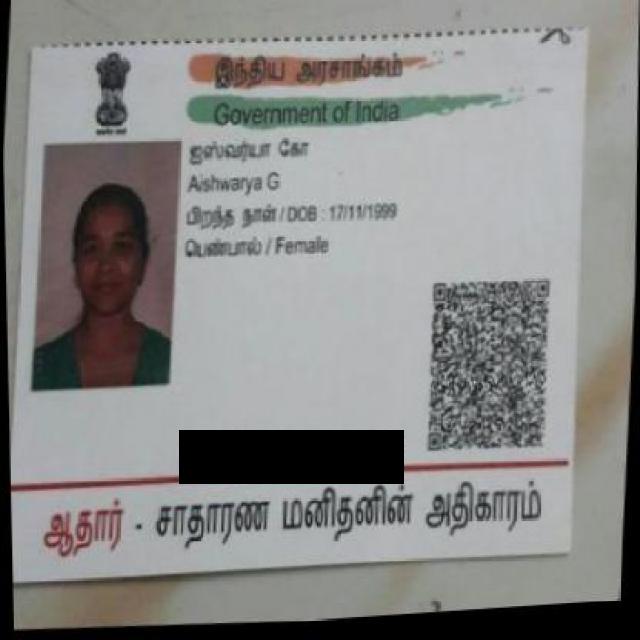 இந்திய அரசாங்கம்
Government of India
ஐஸ்வர்யா கோ
Aishwarya G
பிறந்த நாள் / DOB : 17/11/1999
பெண்பால் / Female
ஆதார் - சாதாரண மனிதனின் அதிகாரம்